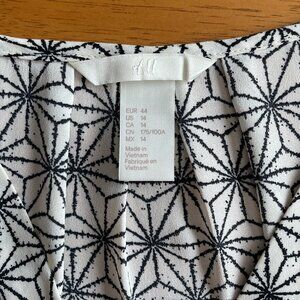 H&M
EUR 44
US 14
CA 14
CN 175/100A
MX 14
Made in
Vietnam
Fabriqué en
Vietnam